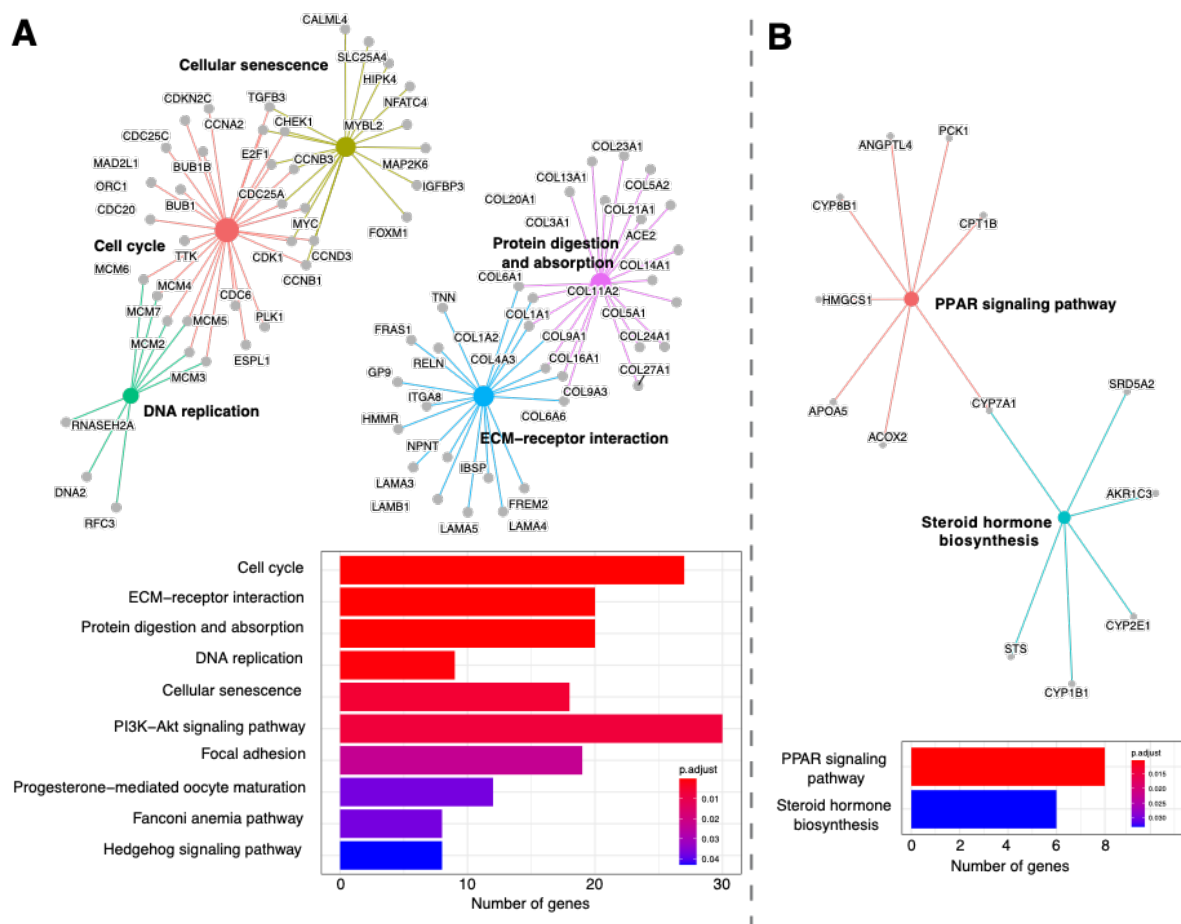 A
CALML4
SLC25A4
Cellular senescence
HIPK4
CDKN2C
TGFB3
NFATC4
CCNA2
CHEK1
MYBL2
CDC25C
E2F1
CCNB3
MAD2L1
BUB1B
MAP2K6
ORC1
CDC25A
IGFBP3
CDC20
BUB1
MYC
FOXM1
Cell cycle
TTK
CDK1
CCND3
MCM6
CCNB1
MCM4
CDC6
MCM7
MCM5
PLK1
MCM2
ESPL1
MCM3
DNA replication
RNASEH2A
DNA2
RFC3
COL23A1
COL13A1
COL5A2
COL20A1
COL21A1
COL3A1
ACE2
Protein digestion
and absorption
COL14A1
COL6A1
COL11A2
TNN
COL1A1
COL5A1
FRAS1
COL1A2
COL9A1
COL24A1
RELN
COL4A3
COL16A1
GP9
COL27A1
ITGA8
COL9A3
HMMR
COL6A6
NPNT
ECM–receptor interaction
IBSP
LAMA3
FREM2
LAMB1
LAMA5
LAMA4
Cell cycle
ECM–receptor interaction
Protein digestion and absorption
DNA replication
Cellular senescence
PI3K–Akt signaling pathway
Focal adhesion
Progesterone–mediated oocyte maturation
Fanconi anemia pathway
Hedgehog signaling pathway
p.adjust
0.01
0.02
0.03
0.04
0 10 20 30
Number of genes
B
PCK1
ANGPTL4
CYP8B1
CPT1B
HMGCS1
PPAR signaling pathway
APOA5
ACOX2
CYP7A1
SRD5A2
AKR1C3
Steroid hormone
biosynthesis
CYP2E1
STS
CYP1B1
PPAR signaling
pathway
Steroid hormone
biosynthesis
p.adjust
0.015
0.020
0.025
0.030
0 2 4 6 8
Number of genes